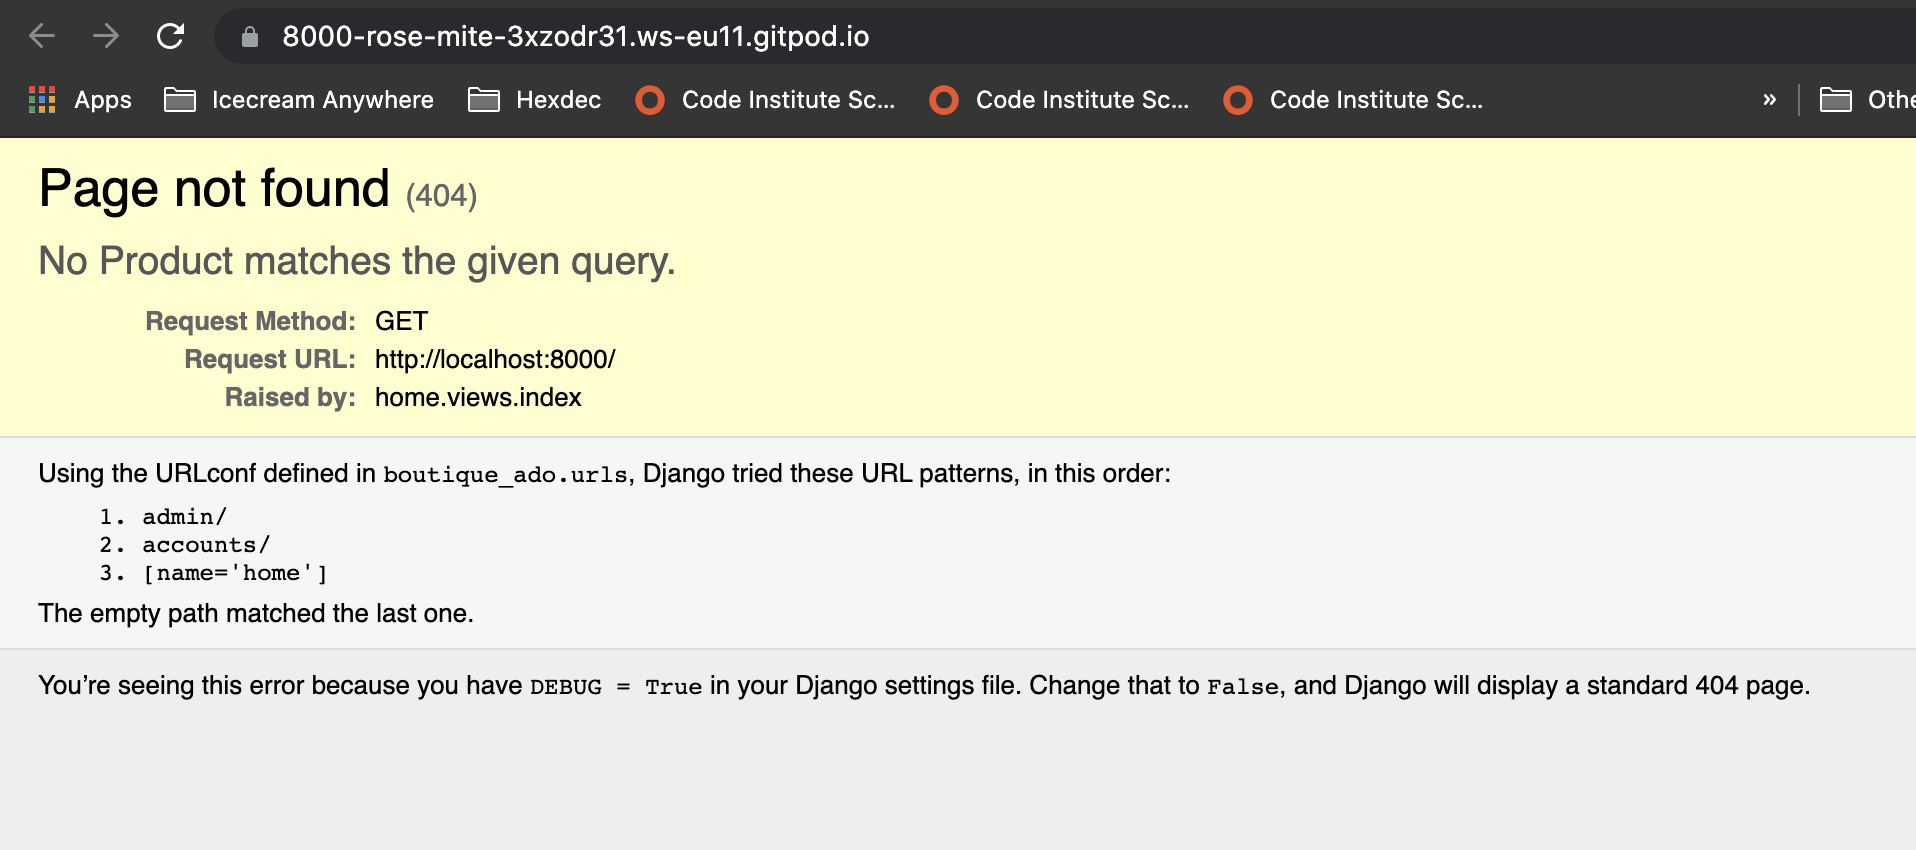 8000-rose-mite-3xzodr31.ws-eu11.gitpod.io
Apps Icecream Anywhere Hexdec Code Institute Sc... Code Institute Sc... Code Institute Sc... » Othe
Page not found (404)
No Product matches the given query.
Request Method: GET
Request URL: http://localhost:8000/
Raised by: home.views.index
Using the URLconf defined in boutique_ado.urls, Django tried these URL patterns, in this order:
1. admin/
2. accounts/
3. [name='home']
The empty path matched the last one.
You’re seeing this error because you have DEBUG = True in your Django settings file. Change that to False, and Django will display a standard 404 page.